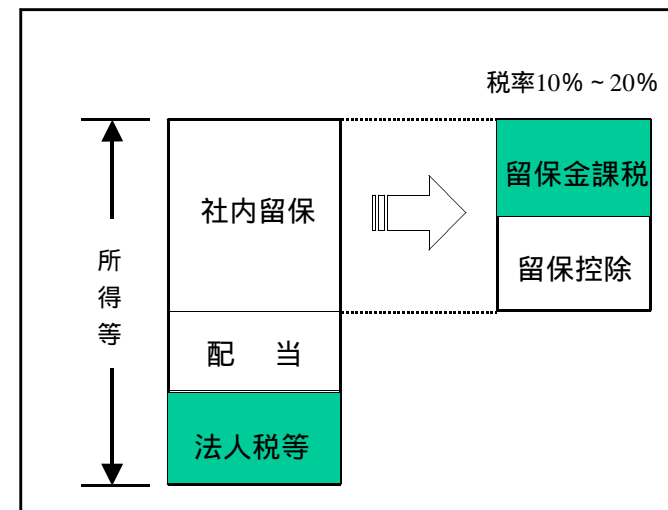 税率10%~20%
社内留保
留保金課税
所得等
留保控除
配 当
法人税等